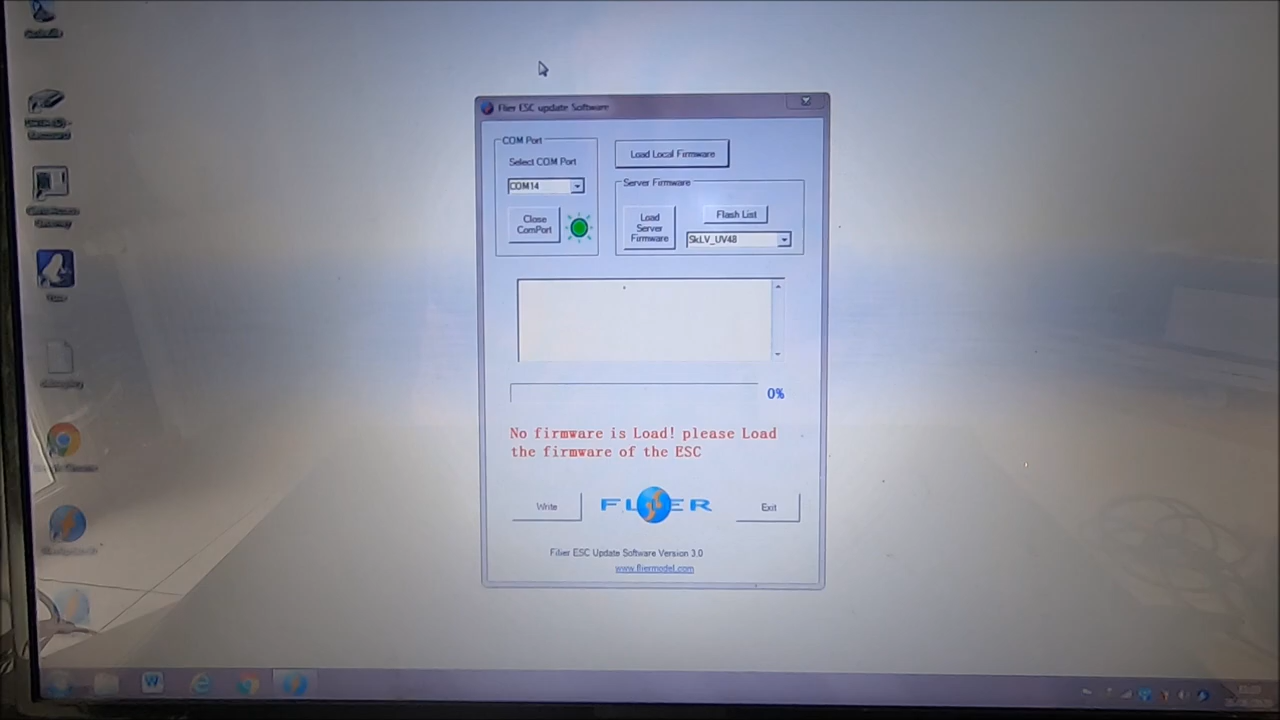 Flier ESC update Software
COM Port
Select COM Port
COM14
Close
ComPort
Load Local Firmware
Server Firmware
Load
Server
Firmware
Flash List
SkLV_UV48
0%
No firmware is Load! please Load
the firmware of the ESC
Write
FLIER
Exit
Filier ESC Update Software Version 3.0
www.fliermodel.com